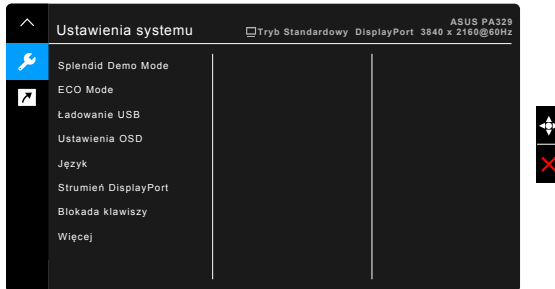 Ustawienia systemu
ASUS PA329
Tryb Standardowy DisplayPort 3840 x 2160@60Hz
Splendid Demo Mode
ECO Mode
Ładowanie USB
Ustawienia OSD
Język
Strumień DisplayPort
Blokada klawiszy
Więcej